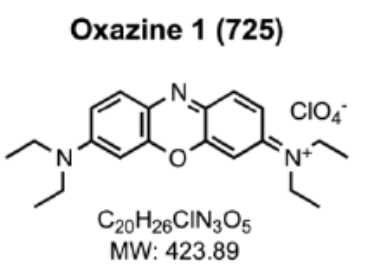 Oxazine 1 (725)
N
ClO₄⁻
N
O
N⁺
C₂₀H₂₆ClN₃O₅
MW: 423.89